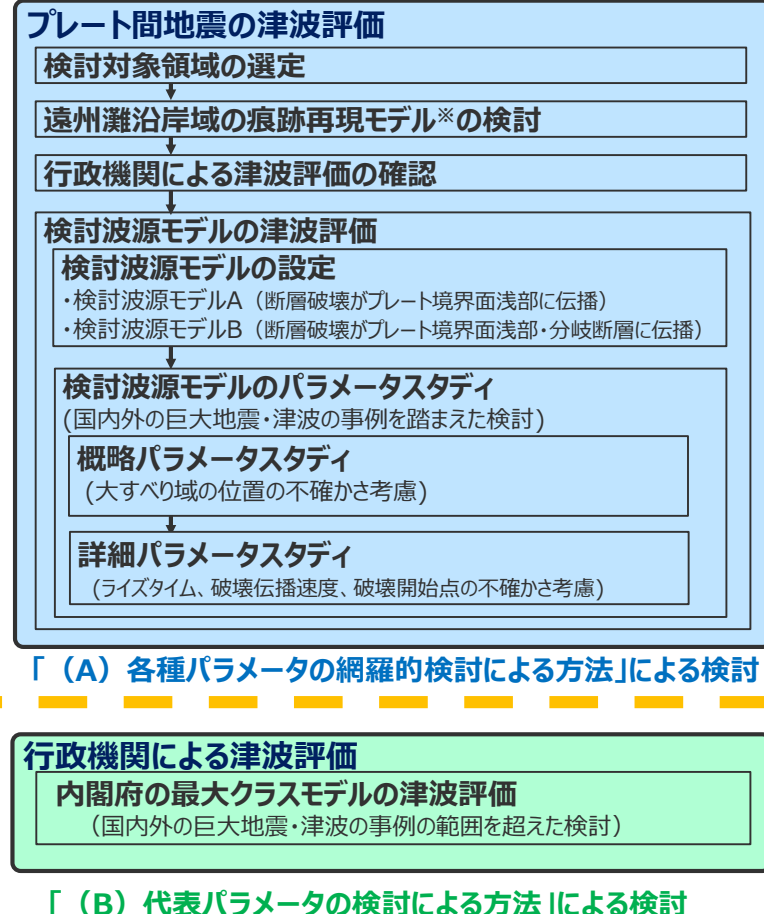 プレート間地震の津波評価
検討対象領域の選定
遠州灘沿岸域の痕跡再現モデル※の検討
行政機関による津波評価の確認
検討波源モデルの津波評価
検討波源モデルの設定
・検討波源モデルA（断層破壊がプレート境界面浅部に伝播）
・検討波源モデルB（断層破壊がプレート境界面浅部・分岐断層に伝播）
検討波源モデルのパラメータスタディ
(国内外の巨大地震・津波の事例を踏まえた検討)
概略パラメータスタディ
(大すべり域の位置の不確かさ考慮)
詳細パラメータスタディ
(ライズタイム、破壊伝播速度、破壊開始点の不確かさ考慮)
「（A）各種パラメータの網羅的検討による方法」による検討
行政機関による津波評価
内閣府の最大クラスモデルの津波評価
（国内外の巨大地震・津波の事例の範囲を超えた検討）
「（B）代表パラメータの検討による方法」による検討